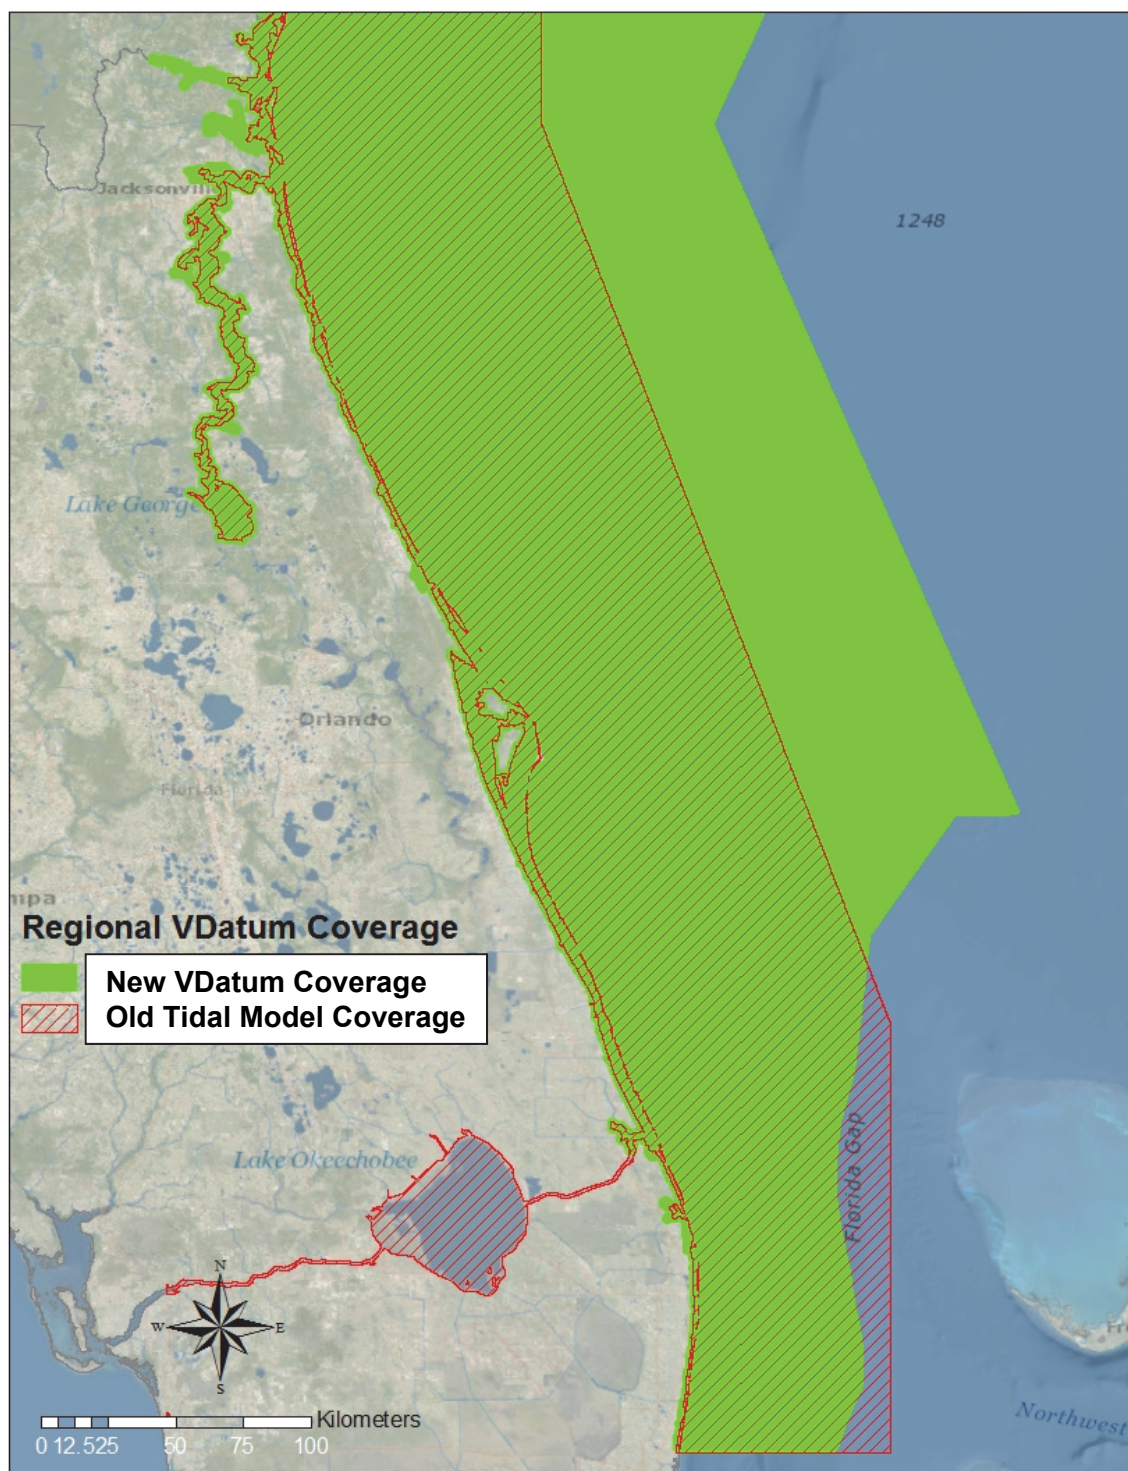 1248
Jacksonvill
Lake George
Orlando
Florida
mpa
Regional VDatum Coverage
New VDatum Coverage
Old Tidal Model Coverage
Florida Gap
Lake Okeechobee
N
W
E
S
Fre
Northwest
Kilometers
0 12.525 50 75 100